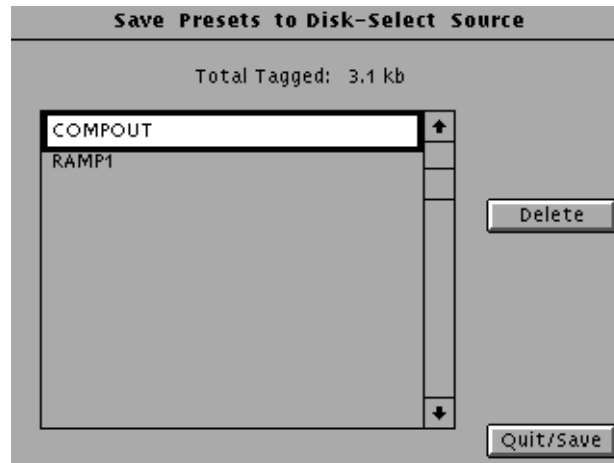 Save Presets to Disk-Select Source
Total Tagged: 3.1 kb
COMPOUT
RAMP1
Delete
Quit/Save